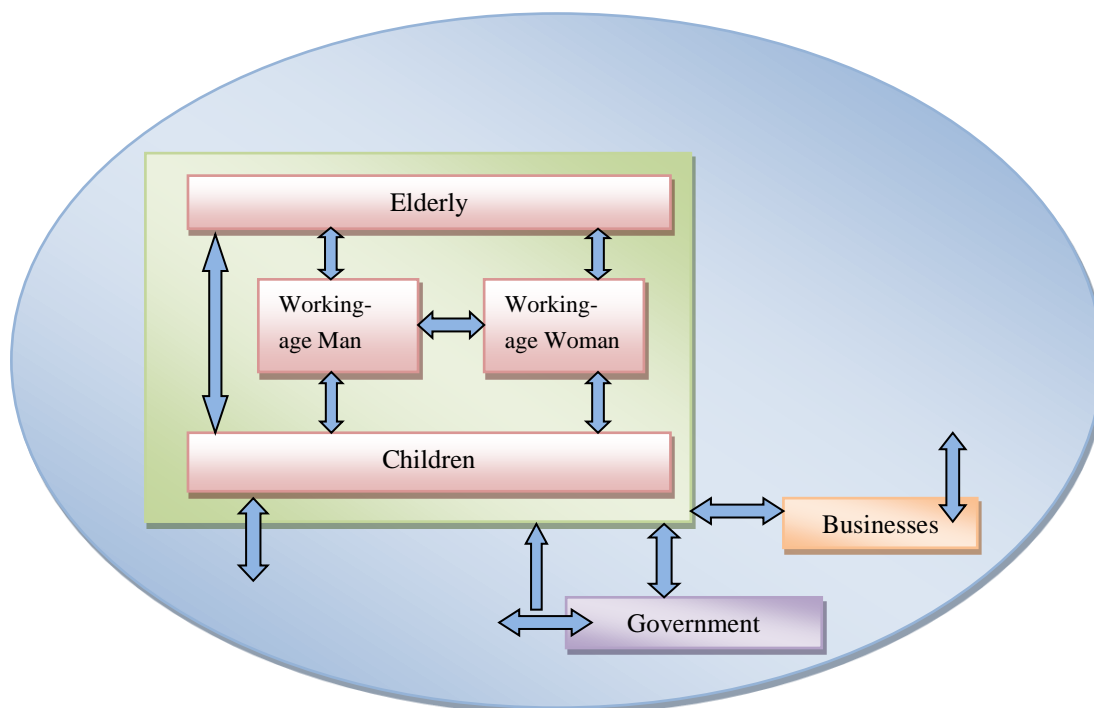 Elderly
Working-
age Man
Working-
age Woman
Children
Businesses
Government